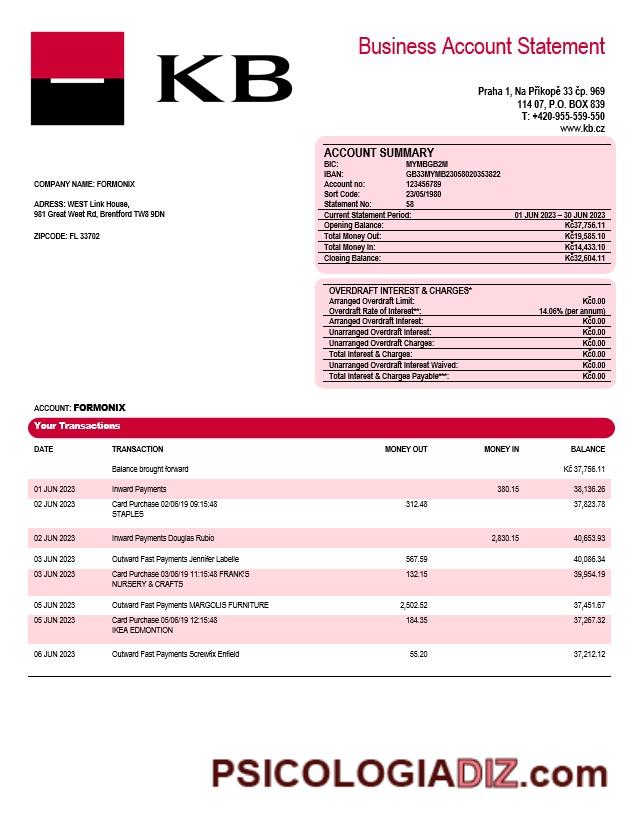 KB
Business Account Statement
Praha 1, Na Příkopě 33 čp. 969
114 07, P.O. BOX 839
T: +420-955-559-550
www.kb.cz
COMPANY NAME: FORMONIX
ADRESS: WEST Link House,
981 Great West Rd, Brentford TW8 9DN
ZIPCODE: FL 33702
ACCOUNT SUMMARY
BIC: MYMBGB2M
IBAN: GB33MYMB23058020353822
Account no: 123456789
Sort Code: 23/05/1980
Statement No: 58
Current Statement Period: 01 JUN 2023 – 30 JUN 2023
Opening Balance: Kč37,756.11
Total Money Out: Kč19,585.10
Total Money In: Kč14,433.10
Closing Balance: Kč32,604.11
OVERDRAFT INTEREST & CHARGES*
Arranged Overdraft Limit: Kč0.00
Overdraft Rate of Interest**: 14.06% (per annum)
Arranged Overdraft Interest: Kč0.00
Unarranged Overdraft Interest: Kč0.00
Unarranged Overdraft Charges: Kč0.00
Total Interest & Charges: Kč0.00
Unarranged Overdraft Interest Waived: Kč0.00
Total Interest & Charges Payable***: Kč0.00
ACCOUNT: FORMONIX
Your Transactions
DATE TRANSACTION MONEY OUT MONEY IN BALANCE
Balance brought forward Kč 37,756.11
01 JUN 2023 Inward Payments 380.15 38,136.26
02 JUN 2023 Card Purchase 02/06/19 09:15:48 312.48 37,823.78
STAPLES
02 JUN 2023 Inward Payments Douglas Rubio 2,830.15 40,653.93
03 JUN 2023 Outward Fast Payments Jennifer Labelle 567.59 40,086.34
03 JUN 2023 Card Purchase 03/06/19 11:15:48 FRANK'S 132.15 39,954.19
NURSERY & CRAFTS
05 JUN 2023 Outward Fast Payments MARGOLIS FURNITURE 2,502.52 37,451.67
05 JUN 2023 Card Purchase 05/06/19 12:15:48 184.35 37,267.32
IKEA EDMONTION
06 JUN 2023 Outward Fast Payments Screwfix Enfield 55.20 37,212.12
PSICOLOGIADIZ.com